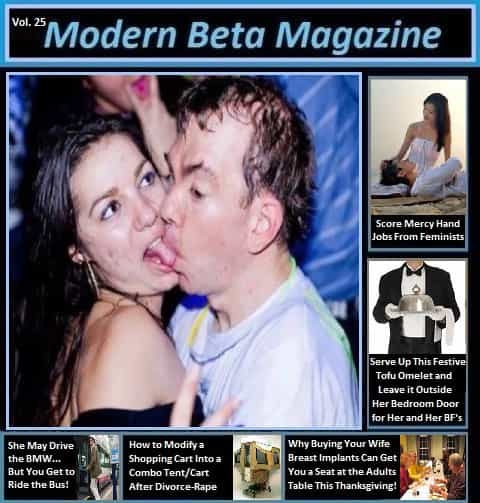 Vol. 25
Modern Beta Magazine
Score Mercy Hand
Jobs From Feminists
Serve Up This Festive
Tofu Omelet and
Leave it Outside
Her Bedroom Door
for Her and Her BF's
She May Drive
the BMW...
But You Get to
Ride the Bus!
How to Modify a
Shopping Cart Into a
Combo Tent/Cart
After Divorce-Rape
Why Buying Your Wife
Breast Implants Can Get
You a Seat at the Adults
Table This Thanksgiving!